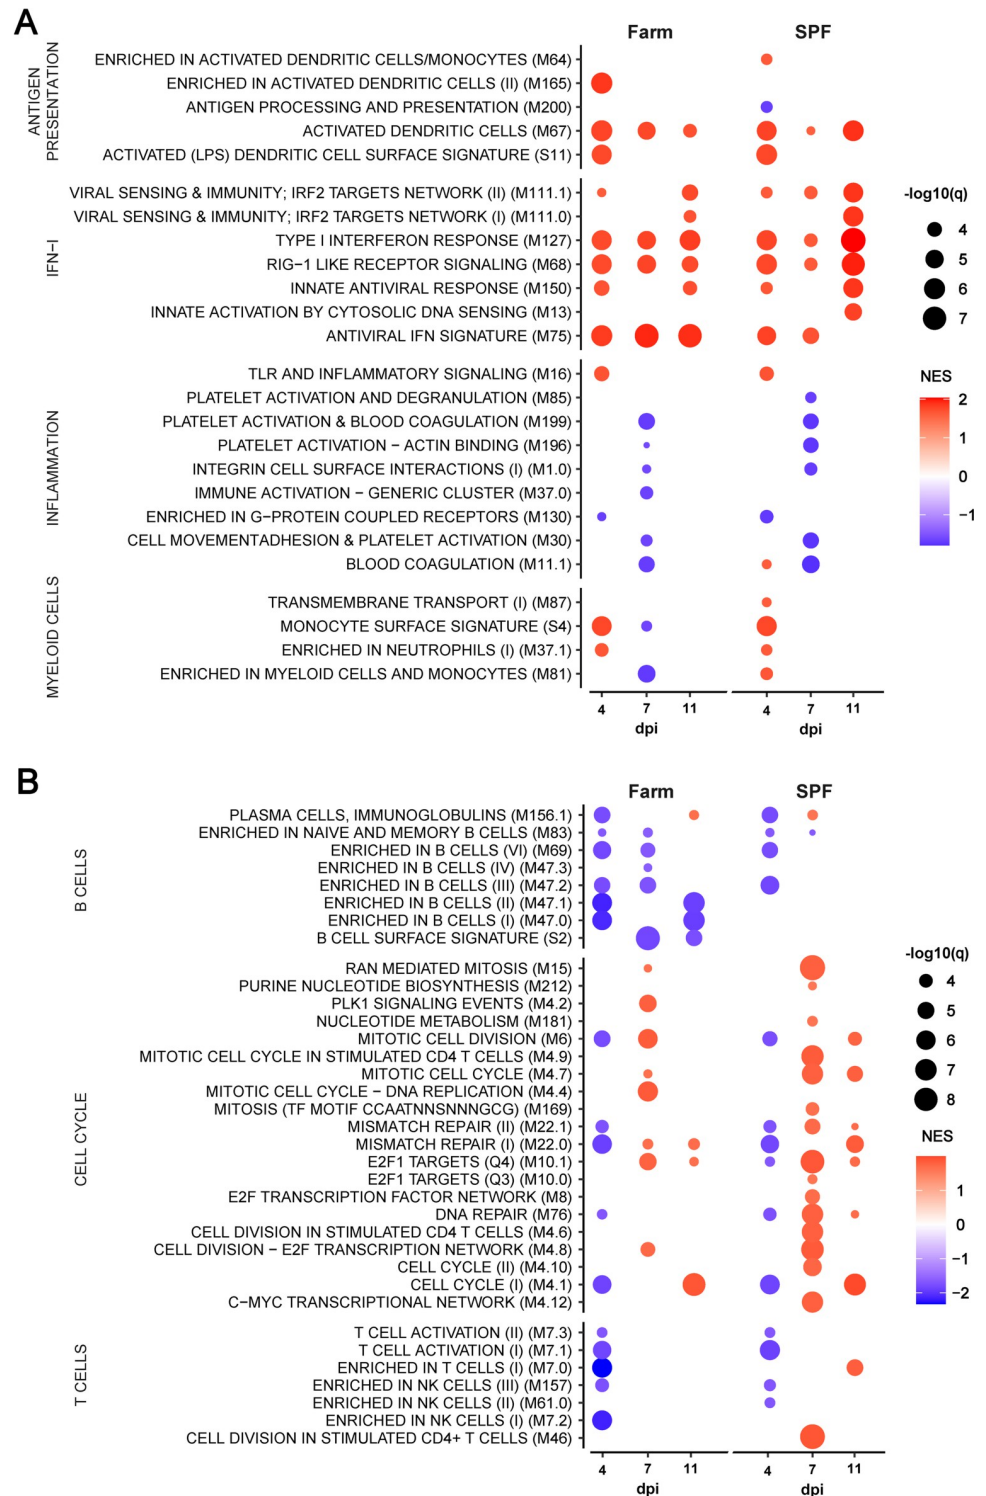 A
Farm SPF
ANTIGEN
PRESENTATION
ENRICHED IN ACTIVATED DENDRITIC CELLS/MONOCYTES (M64)
ENRICHED IN ACTIVATED DENDRITIC CELLS (II) (M165)
ANTIGEN PROCESSING AND PRESENTATION (M200)
ACTIVATED DENDRITIC CELLS (M67)
ACTIVATED (LPS) DENDRITIC CELL SURFACE SIGNATURE (S11)
IFN−I
VIRAL SENSING & IMMUNITY; IRF2 TARGETS NETWORK (II) (M111.1)
VIRAL SENSING & IMMUNITY; IRF2 TARGETS NETWORK (I) (M111.0)
TYPE I INTERFERON RESPONSE (M127)
RIG−1 LIKE RECEPTOR SIGNALING (M68)
INNATE ANTIVIRAL RESPONSE (M150)
INNATE ACTIVATION BY CYTOSOLIC DNA SENSING (M13)
ANTIVIRAL IFN SIGNATURE (M75)
INFLAMMATION
TLR AND INFLAMMATORY SIGNALING (M16)
PLATELET ACTIVATION AND DEGRANULATION (M85)
PLATELET ACTIVATION & BLOOD COAGULATION (M199)
PLATELET ACTIVATION − ACTIN BINDING (M196)
INTEGRIN CELL SURFACE INTERACTIONS (I) (M1.0)
IMMUNE ACTIVATION − GENERIC CLUSTER (M37.0)
ENRICHED IN G−PROTEIN COUPLED RECEPTORS (M130)
CELL MOVEMENTADHESION & PLATELET ACTIVATION (M30)
BLOOD COAGULATION (M11.1)
MYELOID CELLS
TRANSMEMBRANE TRANSPORT (I) (M87)
MONOCYTE SURFACE SIGNATURE (S4)
ENRICHED IN NEUTROPHILS (I) (M37.1)
ENRICHED IN MYELOID CELLS AND MONOCYTES (M81)
4 7 11 4 7 11
dpi dpi
-log10(q)
4
5
6
7
NES
2
1
0
−1
B
Farm SPF
B CELLS
PLASMA CELLS, IMMUNOGLOBULINS (M156.1)
ENRICHED IN NAIVE AND MEMORY B CELLS (M83)
ENRICHED IN B CELLS (VI) (M69)
ENRICHED IN B CELLS (IV) (M47.3)
ENRICHED IN B CELLS (III) (M47.2)
ENRICHED IN B CELLS (II) (M47.1)
ENRICHED IN B CELLS (I) (M47.0)
B CELL SURFACE SIGNATURE (S2)
CELL CYCLE
RAN MEDIATED MITOSIS (M15)
PURINE NUCLEOTIDE BIOSYNTHESIS (M212)
PLK1 SIGNALING EVENTS (M4.2)
NUCLEOTIDE METABOLISM (M181)
MITOTIC CELL DIVISION (M6)
MITOTIC CELL CYCLE IN STIMULATED CD4 T CELLS (M4.9)
MITOTIC CELL CYCLE (M4.7)
MITOTIC CELL CYCLE − DNA REPLICATION (M4.4)
MITOSIS (TF MOTIF CCAATNNSNNNGCG) (M169)
MISMATCH REPAIR (II) (M22.1)
MISMATCH REPAIR (I) (M22.0)
E2F1 TARGETS (Q4) (M10.1)
E2F1 TARGETS (Q3) (M10.0)
E2F TRANSCRIPTION FACTOR NETWORK (M8)
DNA REPAIR (M76)
CELL DIVISION IN STIMULATED CD4 T CELLS (M4.6)
CELL DIVISION − E2F TRANSCRIPTION NETWORK (M4.8)
CELL CYCLE (II) (M4.10)
CELL CYCLE (I) (M4.1)
C−MYC TRANSCRIPTIONAL NETWORK (M4.12)
T CELLS
T CELL ACTIVATION (II) (M7.3)
T CELL ACTIVATION (I) (M7.1)
ENRICHED IN T CELLS (I) (M7.0)
ENRICHED IN NK CELLS (III) (M157)
ENRICHED IN NK CELLS (II) (M61.0)
ENRICHED IN NK CELLS (I) (M7.2)
CELL DIVISION IN STIMULATED CD4+ T CELLS (M46)
4 7 11 4 7 11
dpi dpi
-log10(q)
4
5
6
7
8
NES
1
0
−1
−2